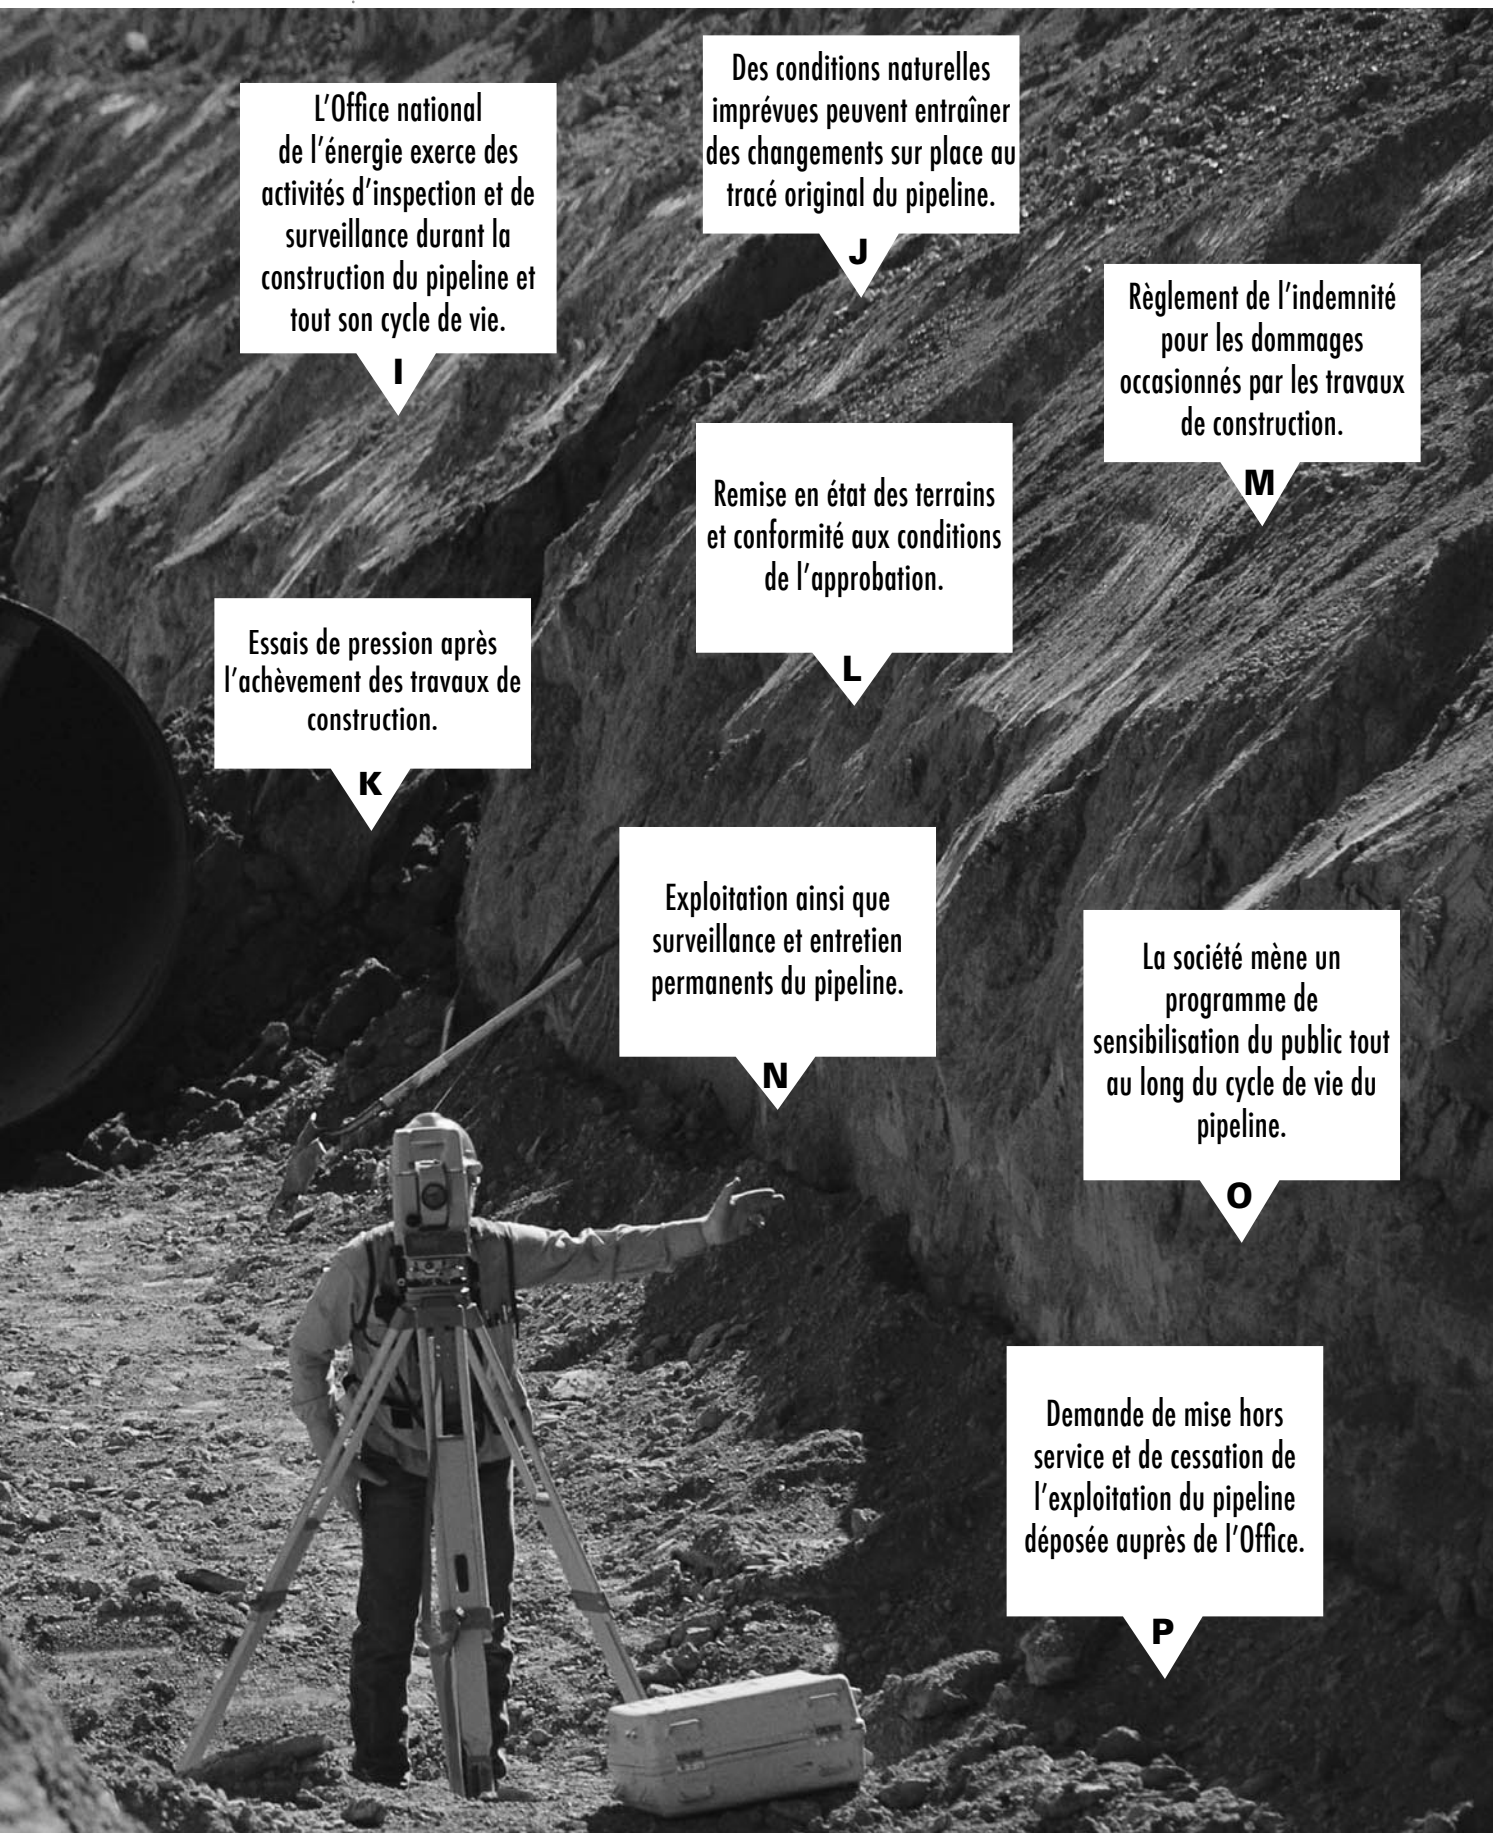 L'Office national
de l'énergie exerce des
activités d'inspection et de
surveillance durant la
construction du pipeline et
tout son cycle de vie.
I
Des conditions naturelles
imprévues peuvent entraîner
des changements sur place au
tracé original du pipeline.
J
Essais de pression après
l'achèvement des travaux de
construction.
K
Remise en état des terrains
et conformité aux conditions
de l'approbation.
L
Règlement de l'indemnité
pour les dommages
occasionnés par les travaux
de construction.
M
Exploitation ainsi que
surveillance et entretien
permanents du pipeline.
N
La société mène un
programme de
sensibilisation du public tout
au long du cycle de vie du
pipeline.
O
Demande de mise hors
service et de cessation de
l'exploitation du pipeline
déposée auprès de l'Office.
P